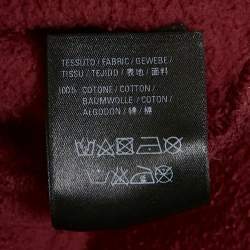 TESSUTO / FABRIC / GEWEBE /
TISSU / TEJIDO / 表地 / 面料
100% COTONE / COTTON /
BAUMWOLLE / COTON /
ALGODON / 綿 / 棉